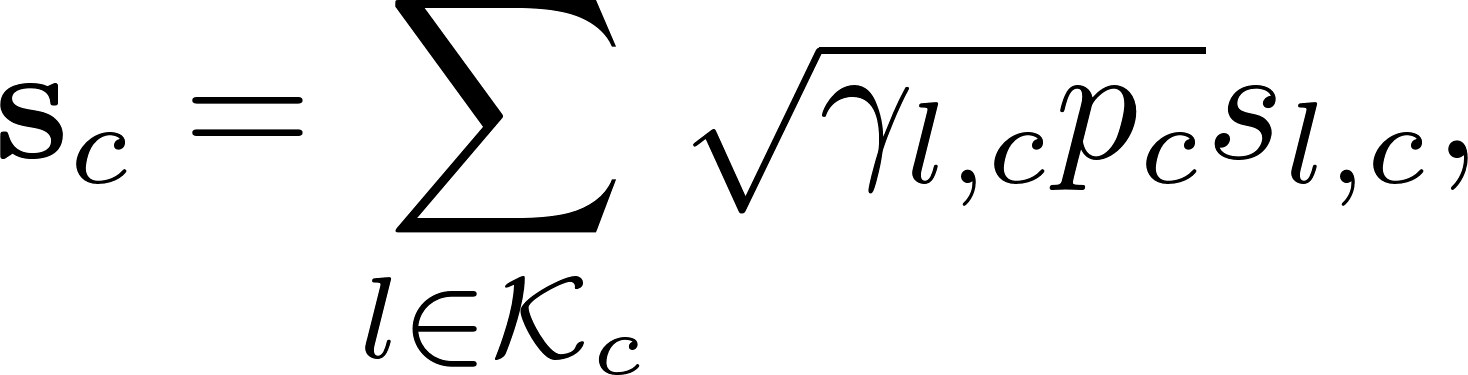 $\mathbf{s}_c = \sum_{l \in \mathcal{K}_c} \sqrt{\gamma_{l,c} p_c} s_{l,c},$